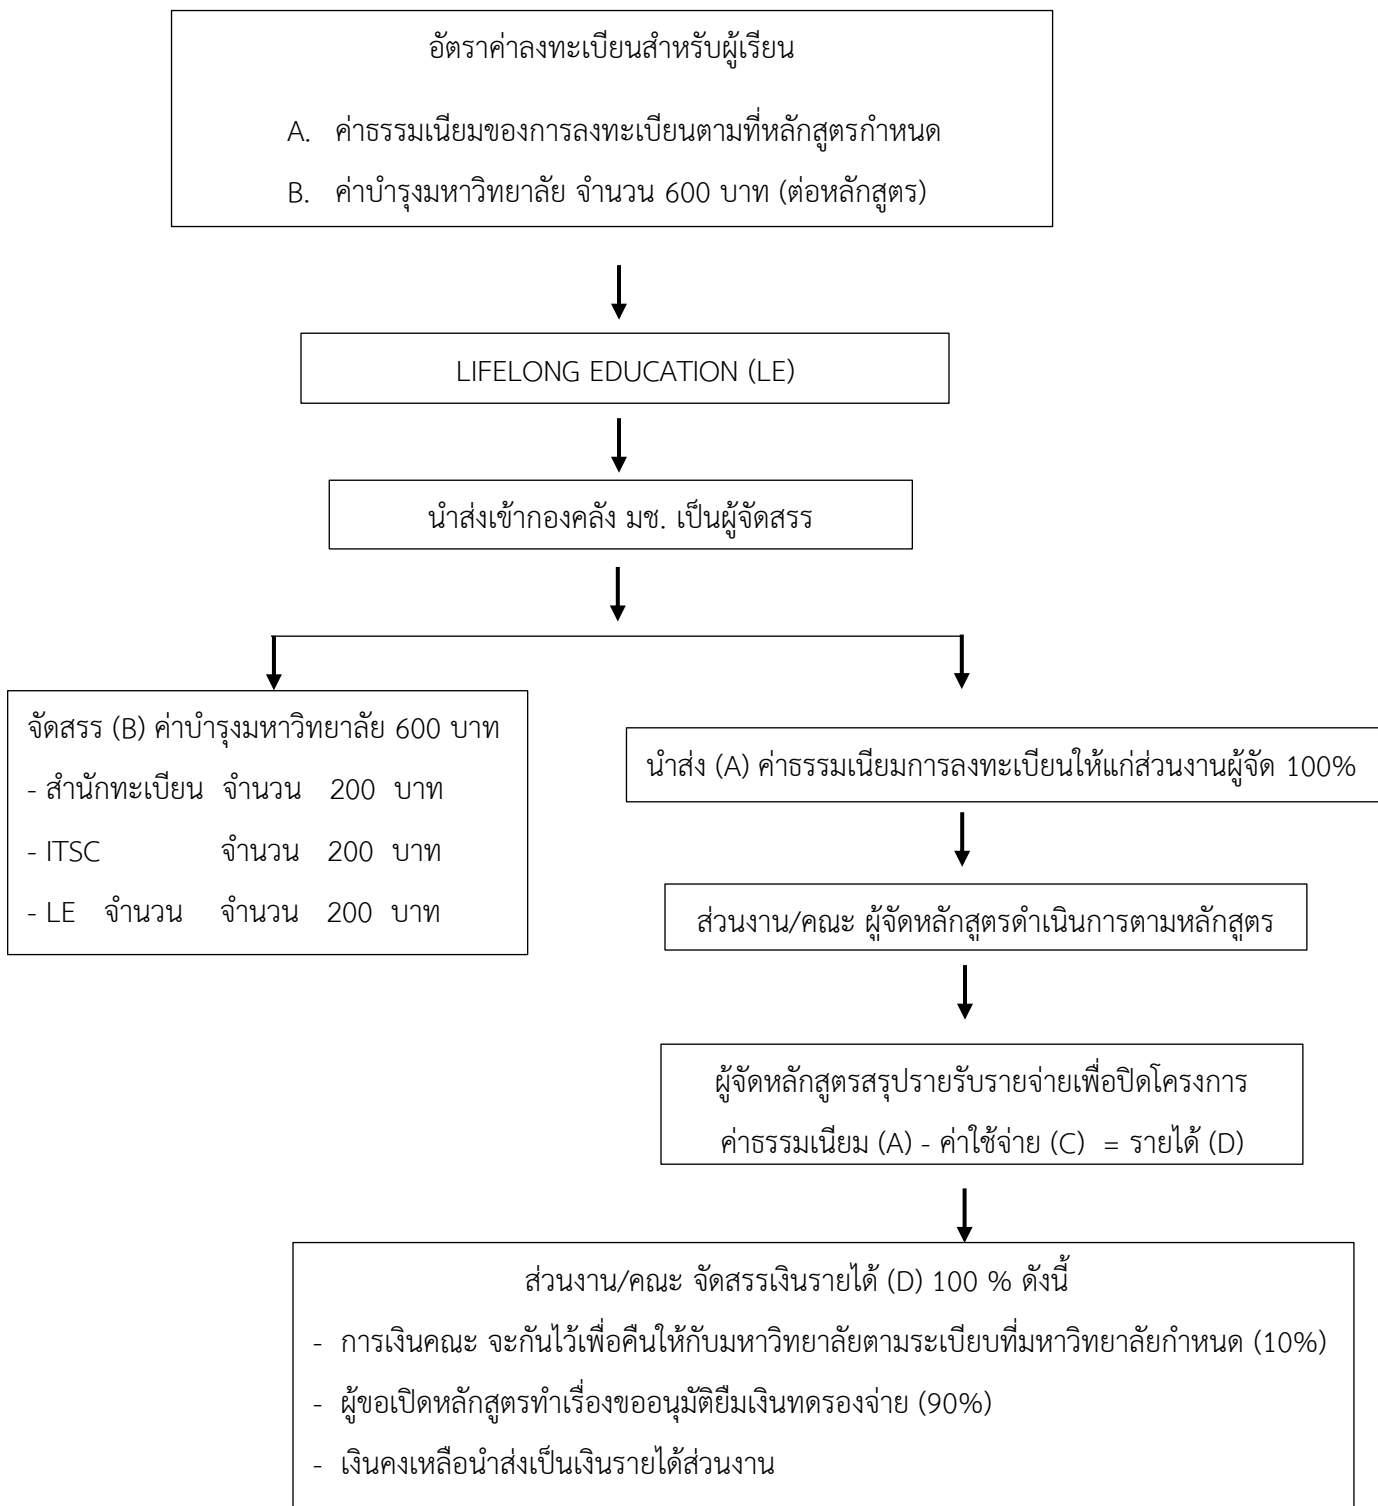 อัตราค่าลงทะเบียนสำหรับผู้เรียน
A. ค่าธรรมเนียมของการลงทะเบียนตามที่หลักสูตรกำหนด
B. ค่าบำรุงมหาวิทยาลัย จำนวน 600 บาท (ต่อหลักสูตร)
LIFELONG EDUCATION (LE)
นำส่งเข้ากองคลัง มช. เป็นผู้จัดสรร
จัดสรร (B) ค่าบำรุงมหาวิทยาลัย 600 บาท
- สำนักทะเบียน จำนวน 200 บาท
- ITSC จำนวน 200 บาท
- LE จำนวน จำนวน 200 บาท
นำส่ง (A) ค่าธรรมเนียมการลงทะเบียนให้แก่ส่วนงานผู้จัด 100%
ส่วนงาน/คณะ ผู้จัดหลักสูตรดำเนินการตามหลักสูตร
ผู้จัดหลักสูตรสรุปรายรับรายจ่ายเพื่อปิดโครงการ
ค่าธรรมเนียม (A) - ค่าใช้จ่าย (C) = รายได้ (D)
ส่วนงาน/คณะ จัดสรรเงินรายได้ (D) 100 % ดังนี้
- การเงินคณะ จะกันไว้เพื่อคืนให้กับมหาวิทยาลัยตามระเบียบที่มหาวิทยาลัยกำหนด (10%)
- ผู้ขอเปิดหลักสูตรทำเรื่องขออนุมัติยืมเงินทดรองจ่าย (90%)
- เงินคงเหลือนำส่งเป็นเงินรายได้ส่วนงาน